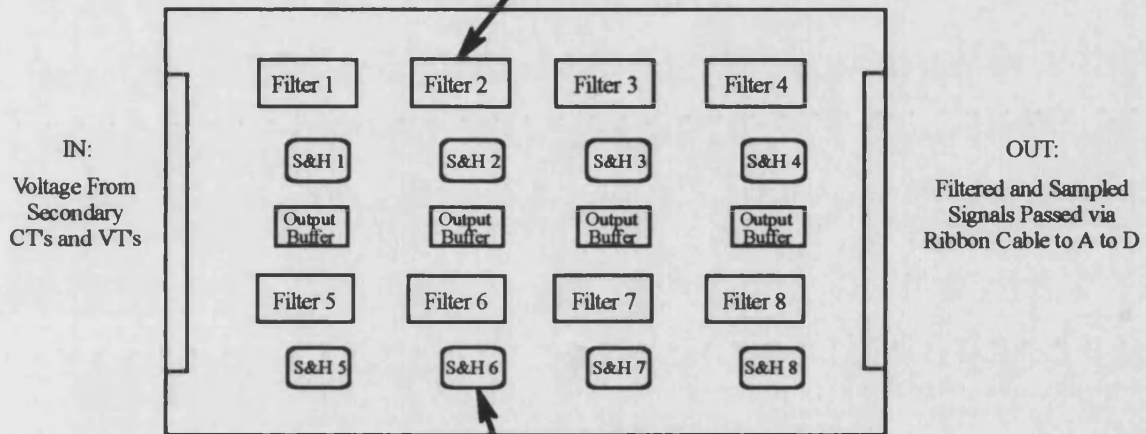 Filter 1 Filter 2 Filter 3 Filter 4
S&H 1 S&H 2 S&H 3 S&H 4
IN:
Voltage From
Secondary
CT's and VT's
OUT:
Filtered and Sampled
Signals Passed via
Ribbon Cable to A to D
Output Output Output Output
Buffer Buffer Buffer Buffer
Filter 5 Filter 6 Filter 7 Filter 8
S&H 5 S&H 6 S&H 7 S&H 8